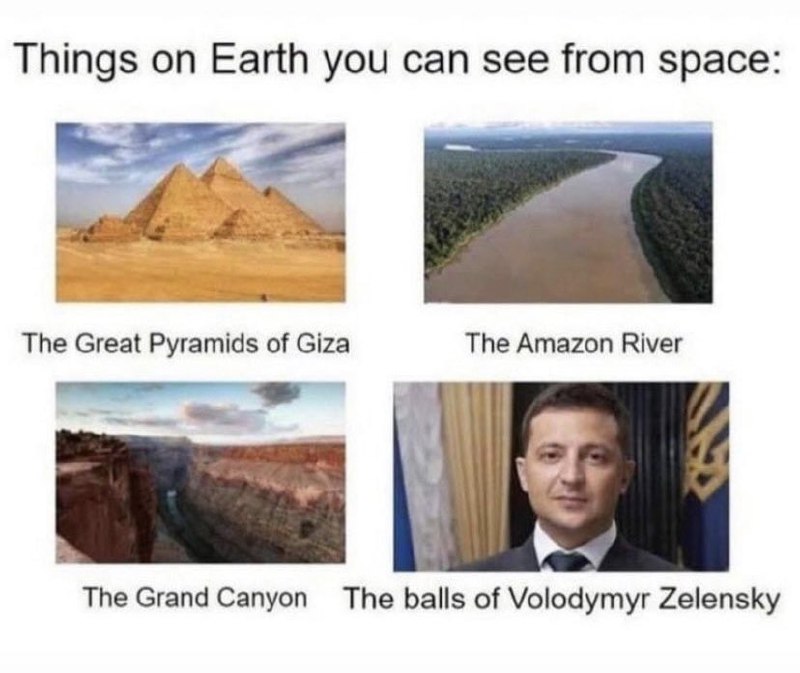 Things on Earth you can see from space:
The Great Pyramids of Giza
The Amazon River
The Grand Canyon
The balls of Volodymyr Zelensky